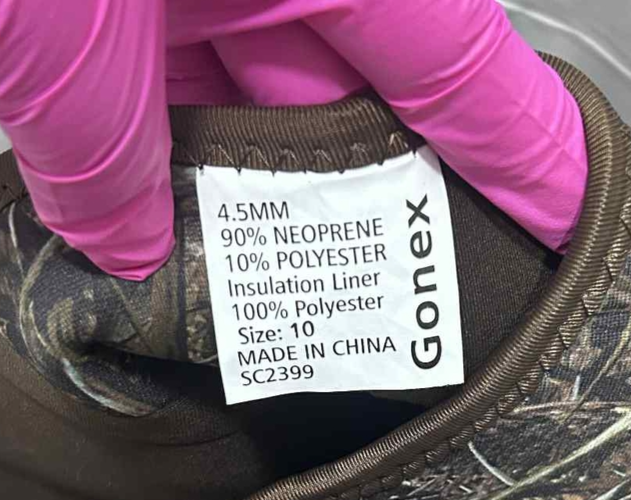 4.5MM
90% NEOPRENE
10% POLYESTER
Insulation Liner
100% Polyester
Size: 10
MADE IN CHINA
SC2399
Gonex